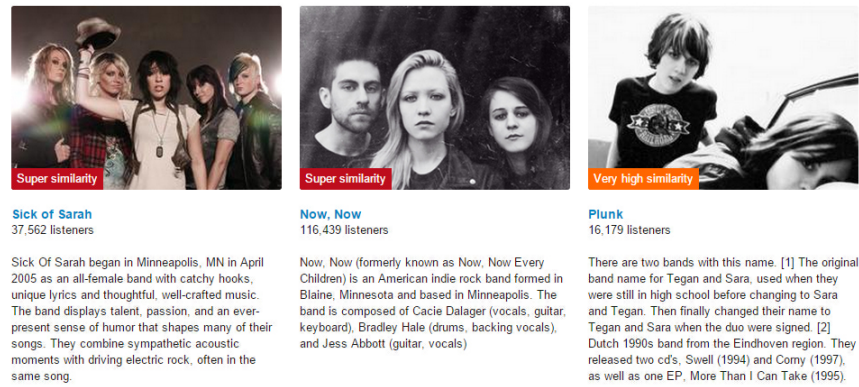 Super similarity
Sick of Sarah
37,562 listeners
Sick Of Sarah began in Minneapolis, MN in April
2005 as an all-female band with catchy hooks,
unique lyrics and thoughtful, well-crafted music.
The band displays talent, passion, and an ever-
present sense of humor that shapes many of their
songs. They combine sympathetic acoustic
moments with driving electric rock, often in the
same song.
Super similarity
Now, Now
116,439 listeners
Now, Now (formerly known as Now, Now Every
Children) is an American indie rock band formed in
Blaine, Minnesota and based in Minneapolis. The
band is composed of Cacie Dalager (vocals, guitar,
keyboard), Bradley Hale (drums, backing vocals),
and Jess Abbott (guitar, vocals)
Very high similarity
Plunk
16,179 listeners
There are two bands with this name. [1] The original
band name for Tegan and Sara, used when they
were still in high school before changing to Sara
and Tegan. Then finally changed their name to
Tegan and Sara when the duo were signed. [2]
Dutch 1990s band from the Eindhoven region. They
released two cd's, Swell (1994) and Corny (1997),
as well as one EP, More Than I Can Take (1995).